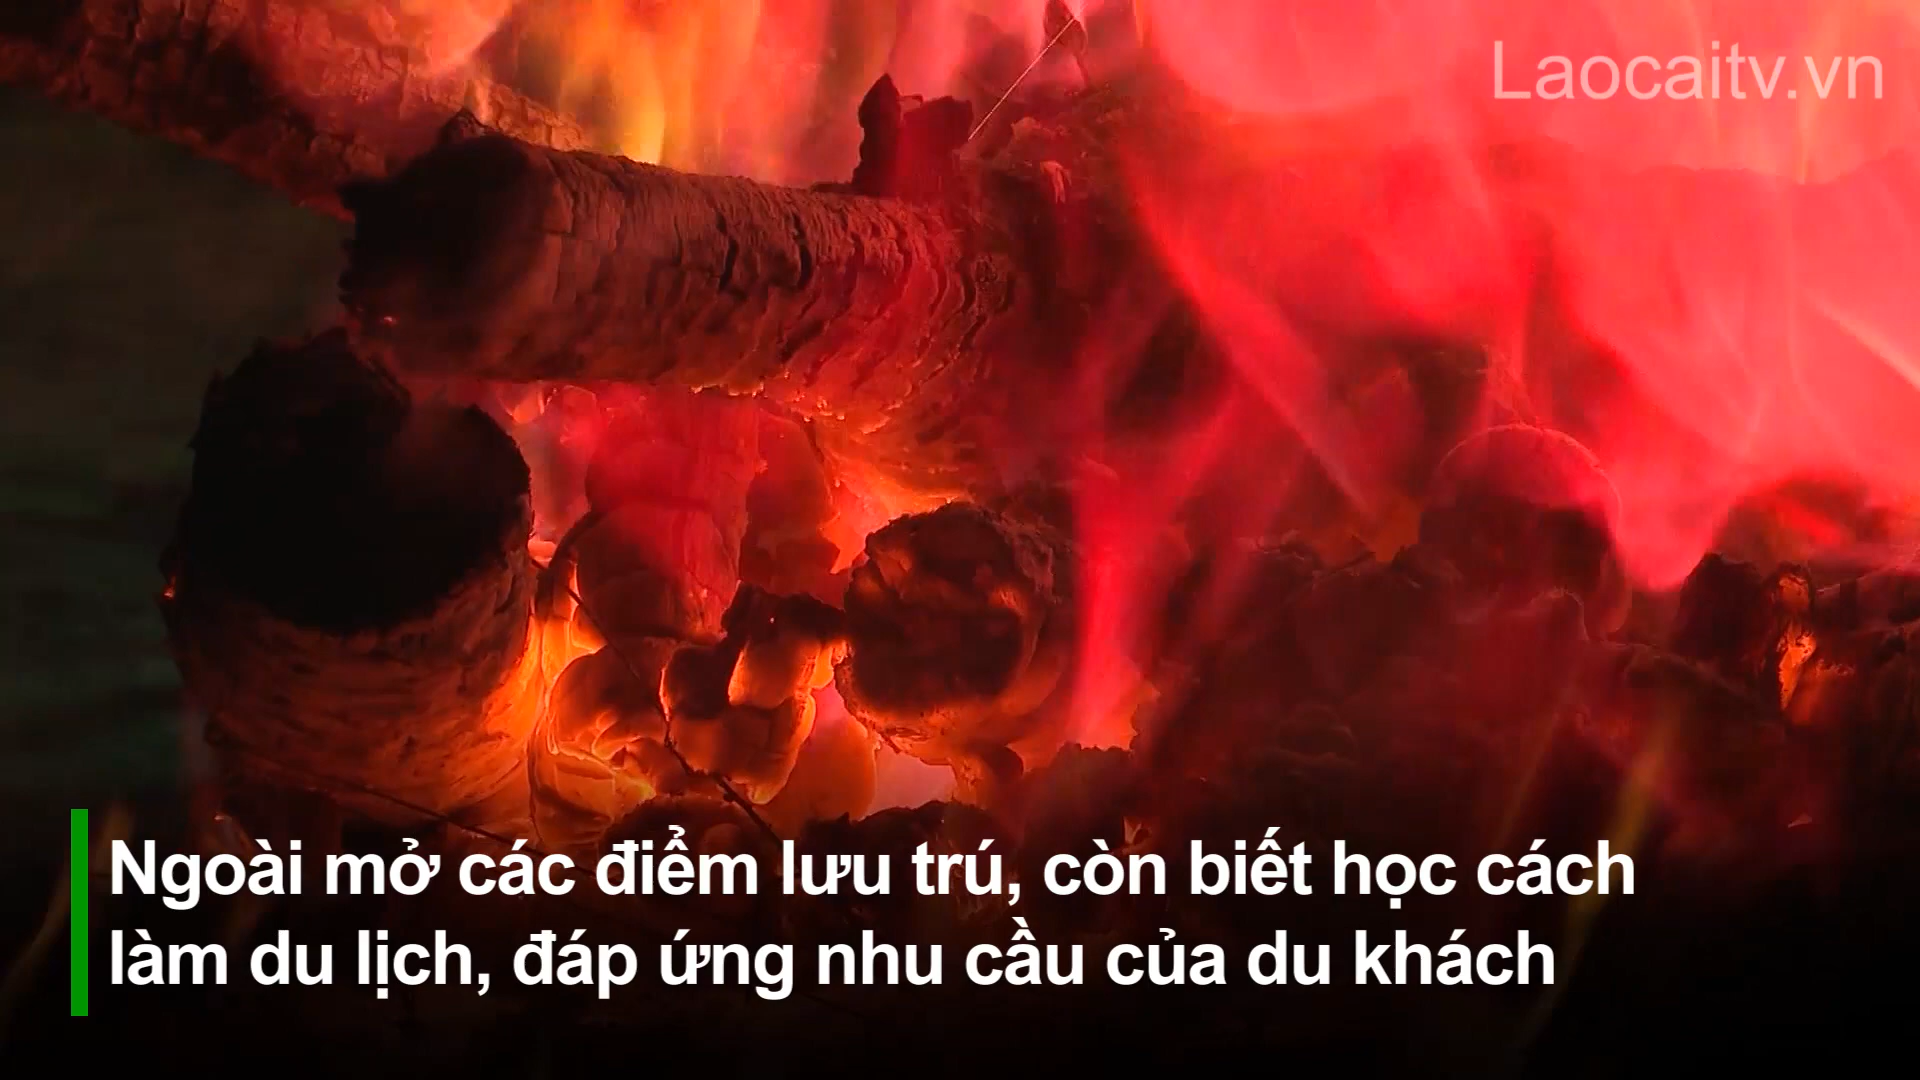 Laocaitv.vn
Ngoài mở các điểm lưu trú, còn biết học cách
làm du lịch, đáp ứng nhu cầu của du khách